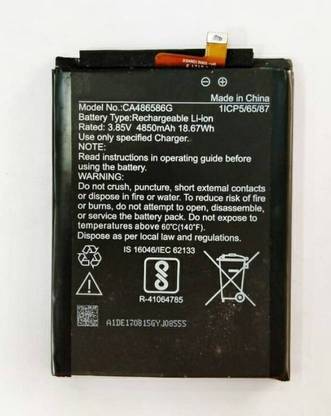 Made in China
Model No.:CA486586G 1ICP5/65/87
Battery Type:Rechargeable Li-ion
Rated: 3.85V 4850mAh 18.67Wh
Use only specified Charger.
NOTE:
Read instructions in operating guide before
using the battery.
WARNING:
Do not crush, puncture, short external contacts
or dispose in fire or water. To reduce risk of fire
or burns, do not attempt to open, disassemble,
or service the battery pack. Do not expose to
temperatures above 60°C(140°F)
Dispose as per local law and regulations
IS 16046/IEC 62133
R-41064785
A1DE170815GYJ08555